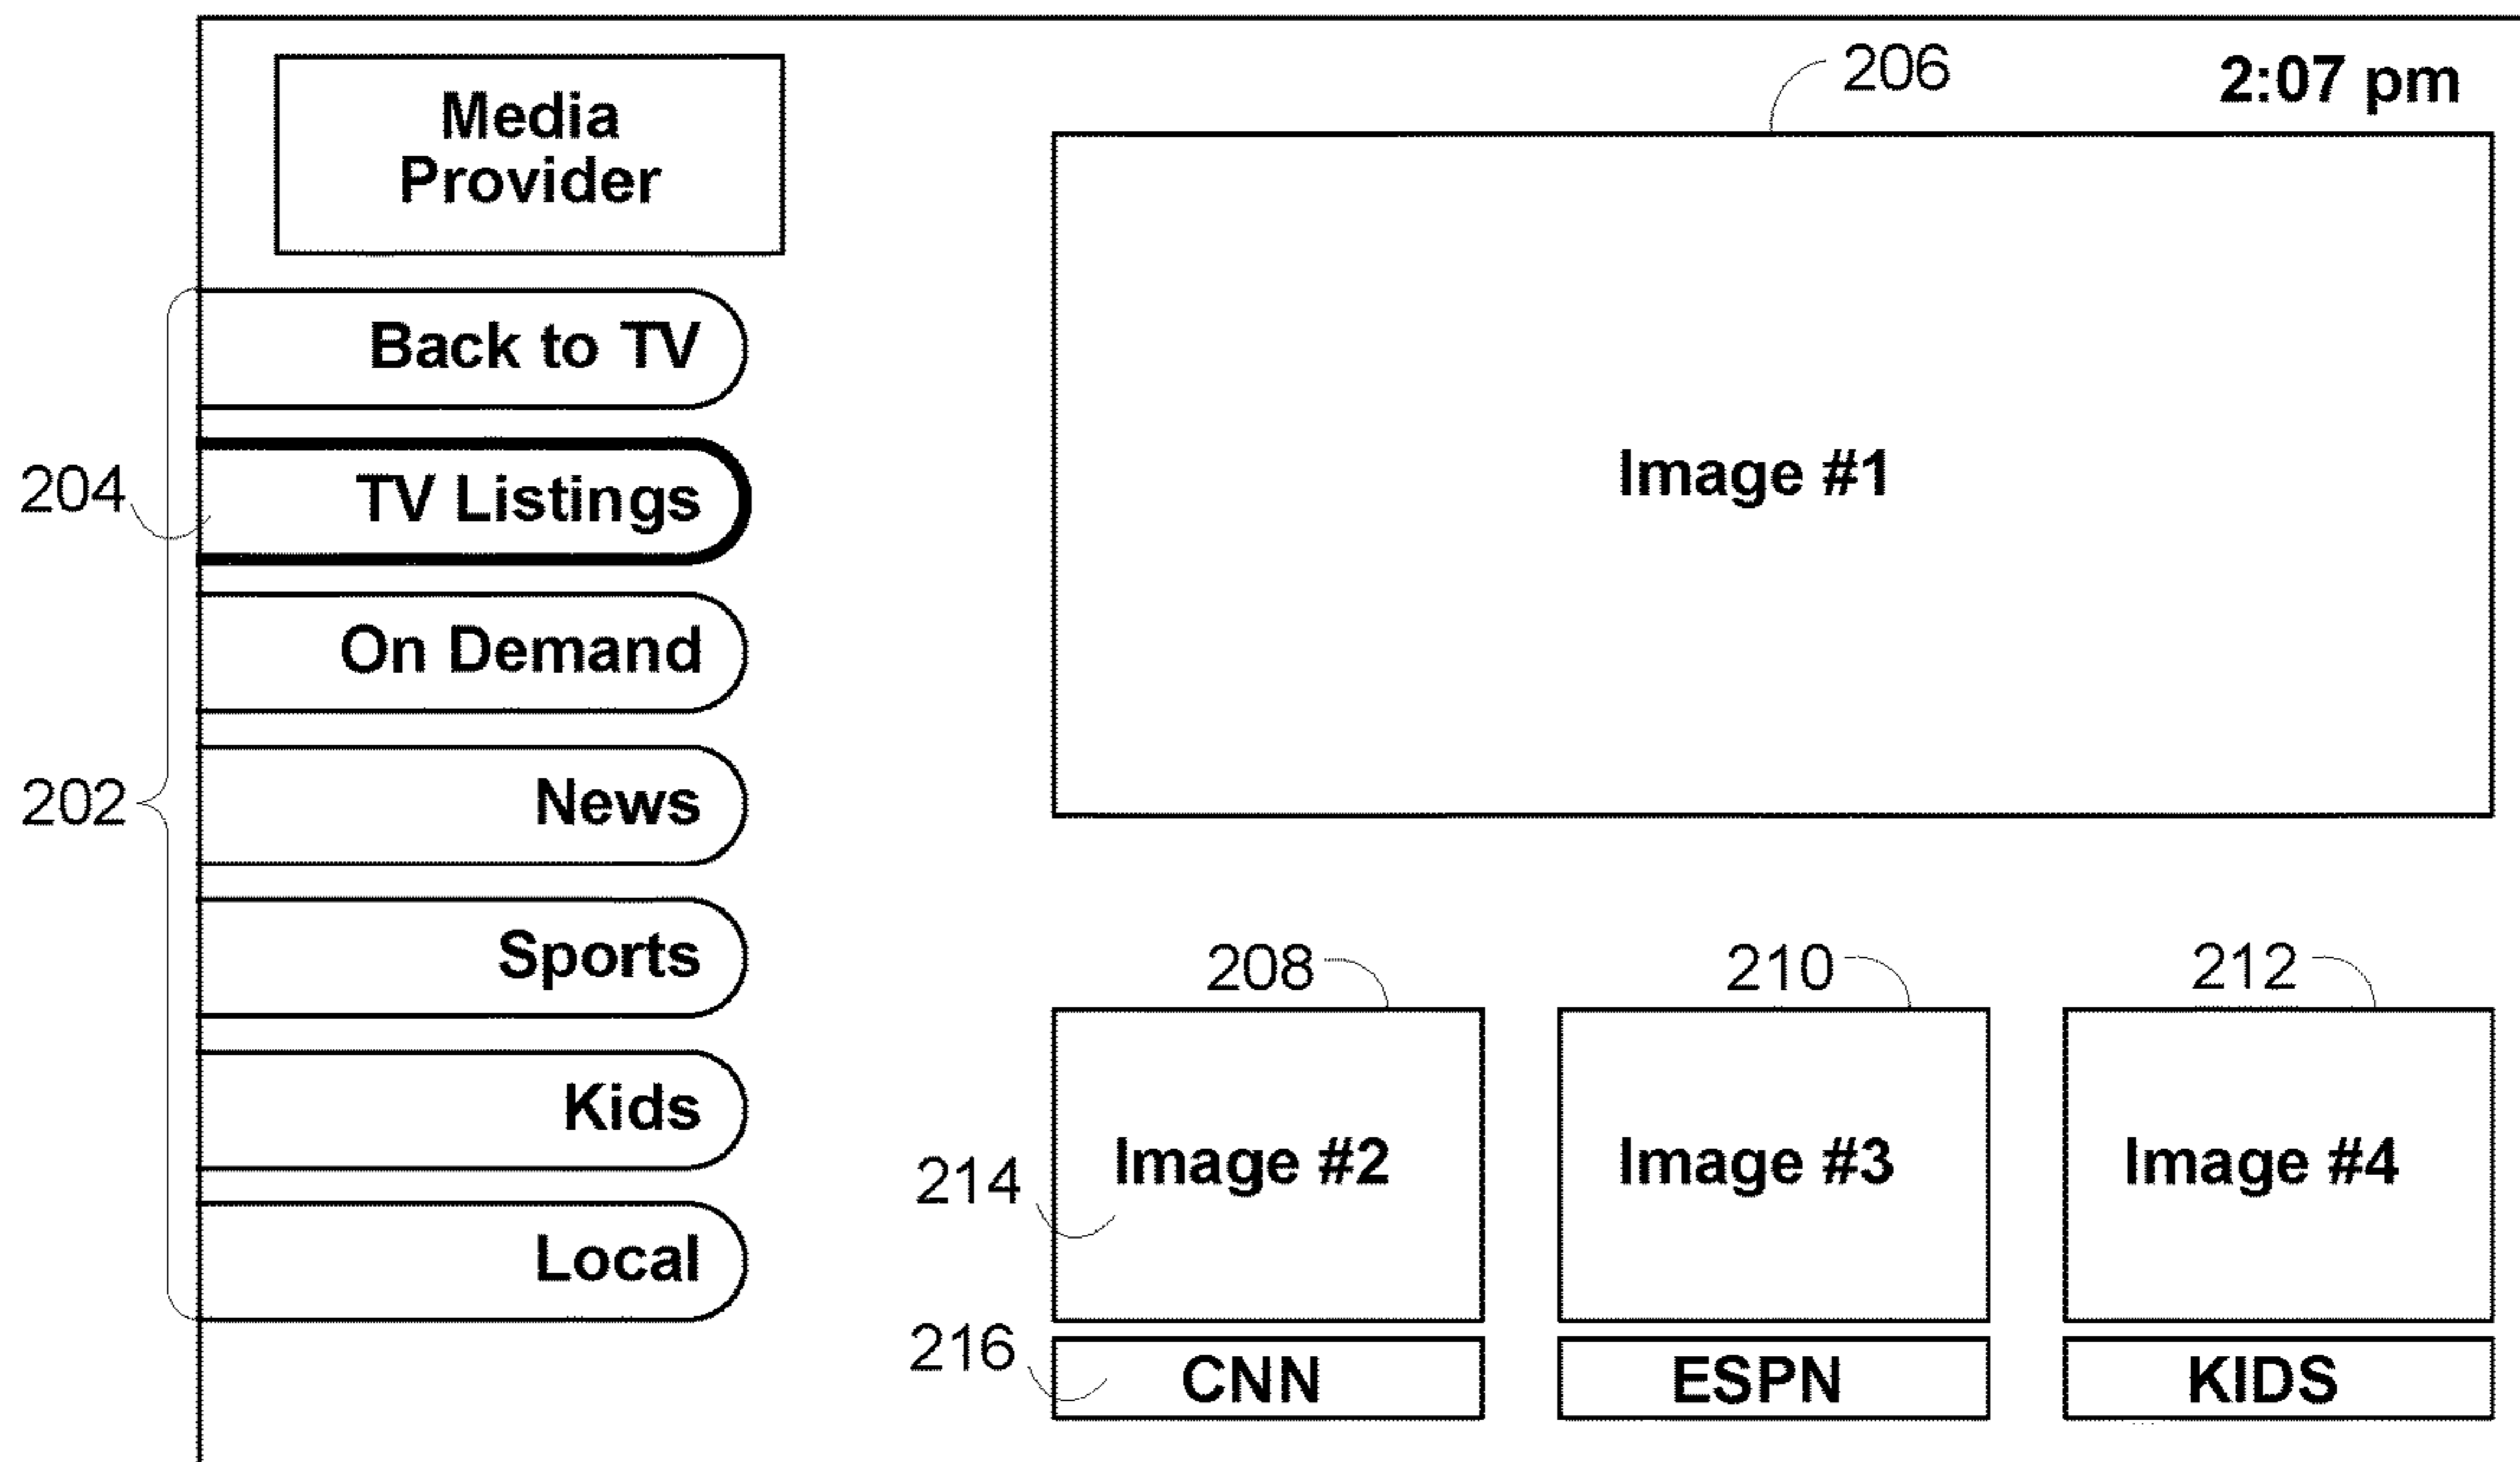 206
2:07 pm
Media
Provider
Back to TV
204
TV Listings
Image #1
On Demand
202
News
Sports
208
210
212
Kids
214
Image #2
Image #3
Image #4
Local
216
CNN
ESPN
KIDS